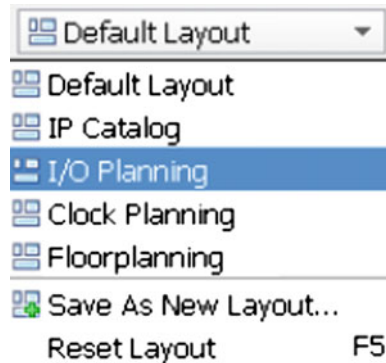 Default Layout
Default Layout
IP Catalog
I/O Planning
Clock Planning
Floorplanning
Save As New Layout...
Reset Layout F5